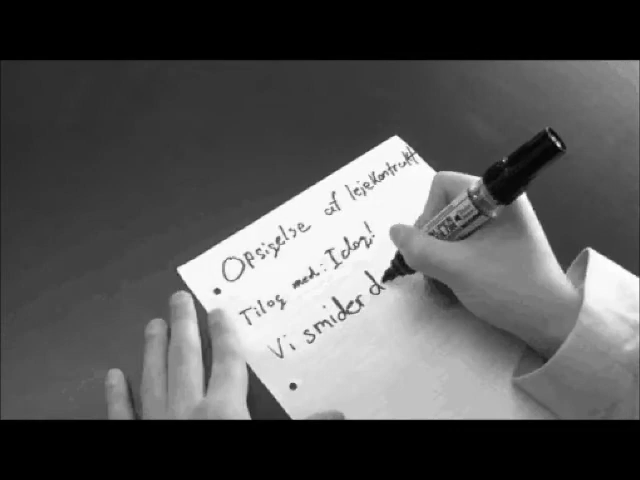 Opsigelse af lejekontrakt
Tilog med: Idag!
Vi smider d